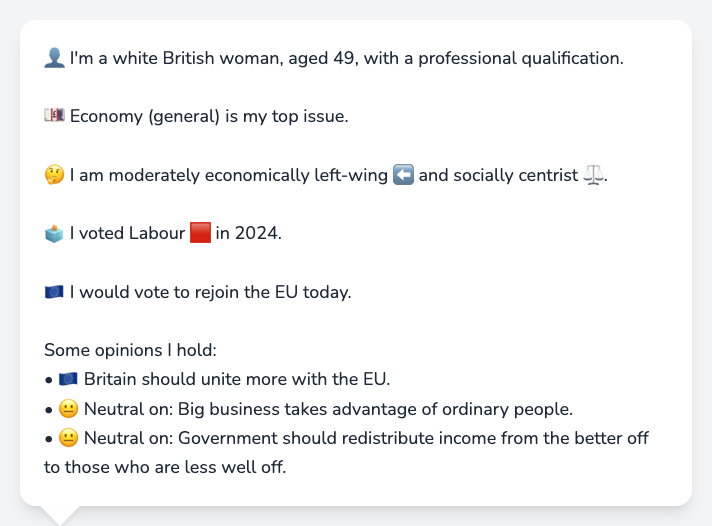 👤 I'm a white British woman, aged 49, with a professional qualification.
💷 Economy (general) is my top issue.
🤔 I am moderately economically left-wing ⬅️ and socially centrist ⚖️.
🗳️ I voted Labour 🟥 in 2024.
🇪🇺 I would vote to rejoin the EU today.
Some opinions I hold:
• 🇪🇺 Britain should unite more with the EU.
• 😐 Neutral on: Big business takes advantage of ordinary people.
• 😐 Neutral on: Government should redistribute income from the better off
to those who are less well off.